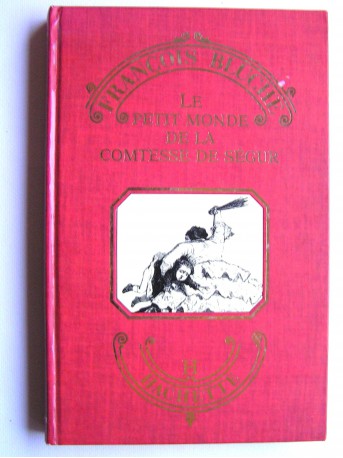 FRANÇOIS BLUCHE
LE
PETIT MONDE
DE LA
COMTESSE DE SÉGUR
H
HACHETTE